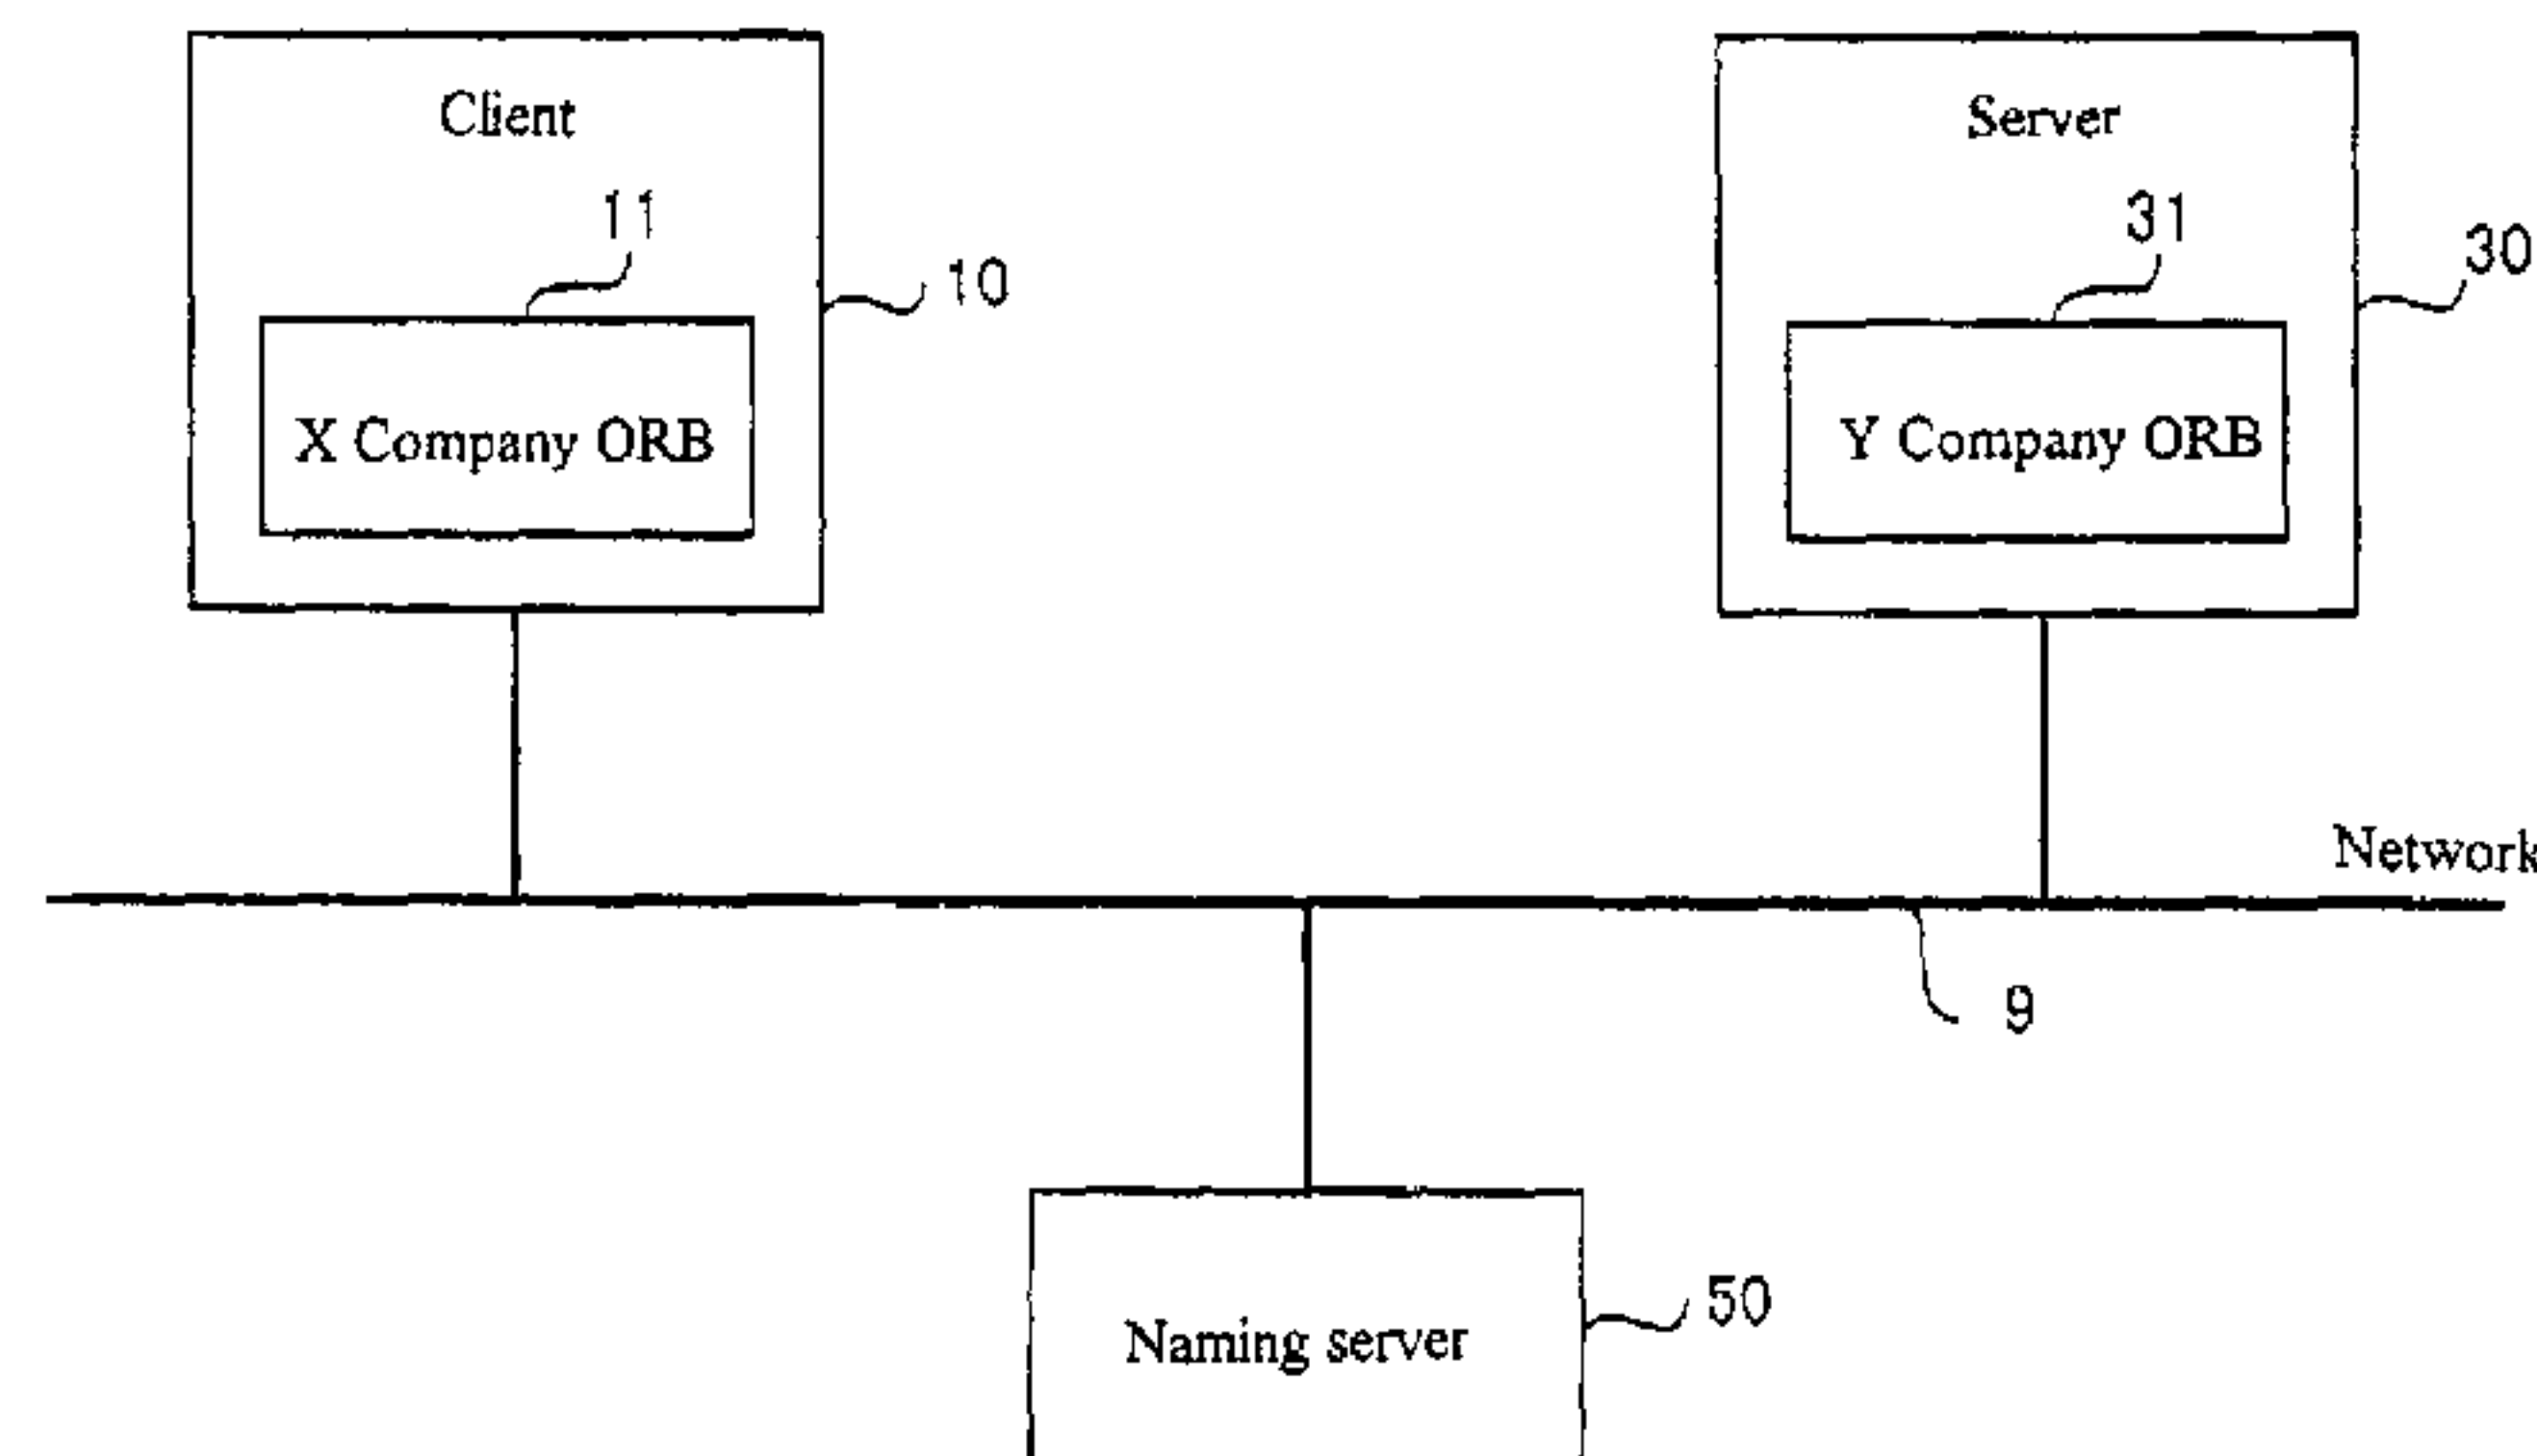 Client
Server
11
31
10
30
X Company ORB
Y Company ORB
Network
9
50
Naming server